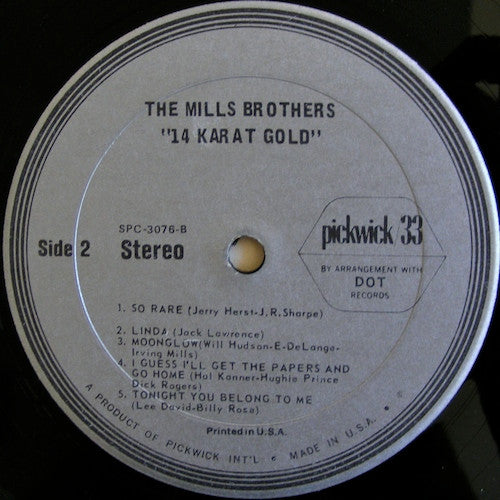 THE MILLS BROTHERS
"14 KARAT GOLD"
SPC-3076-B
Side 2 Stereo
pickwick 33
BY ARRANGEMENT WITH
DOT
RECORDS
1. SO RARE (Jerry Herst-J.R.Sharpe)
2. LINDA (Jack Lawrence)
3. MOONGLOW(Will Hudson-E-DeLange-
Irving Mills)
4. I GUESS I'LL GET THE PAPERS AND
GO HOME (Hal Kanner-Hughie Prince
Dick Rogers)
5. TONIGHT YOU BELONG TO ME
(Lee David-Billy Rose)
Printed in U.S.A.
A PRODUCT OF PICKWICK INT'L • MADE IN U.S.A. •